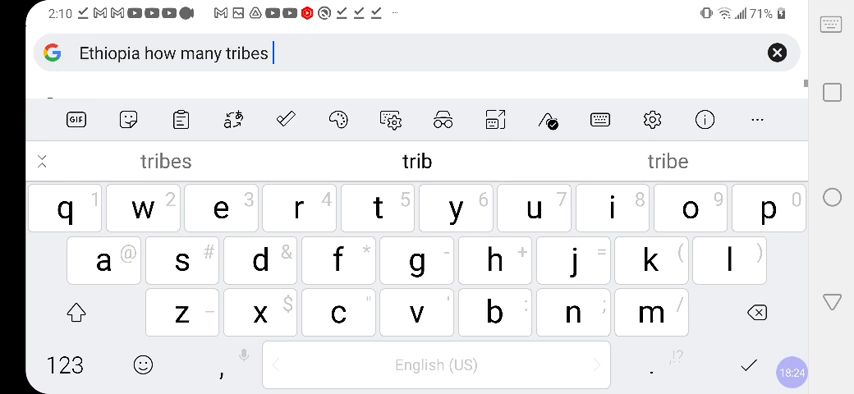 2:10
71%
Ethiopia how many tribes
GIF
tribes trib tribe
q 1 w 2 e 3 r 4 t 5 y 6 u 7 i 8 o 9 p 0
a @ s # d & f * g - h + j = k ( l )
z _ x $ c " v ' b : n ; m /
123 , English (US) . ,!?
18:24